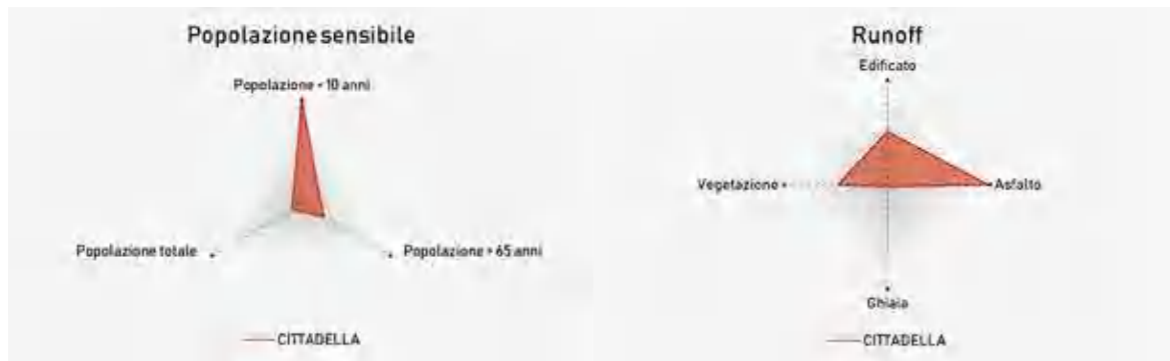 Popolazione sensibile
Popolazione < 10 anni
Popolazione totale
Popolazione > 65 anni
CITTADELLA
Runoff
Edificato
Vegetazione
Asfalto
Ghiaia
CITTADELLA